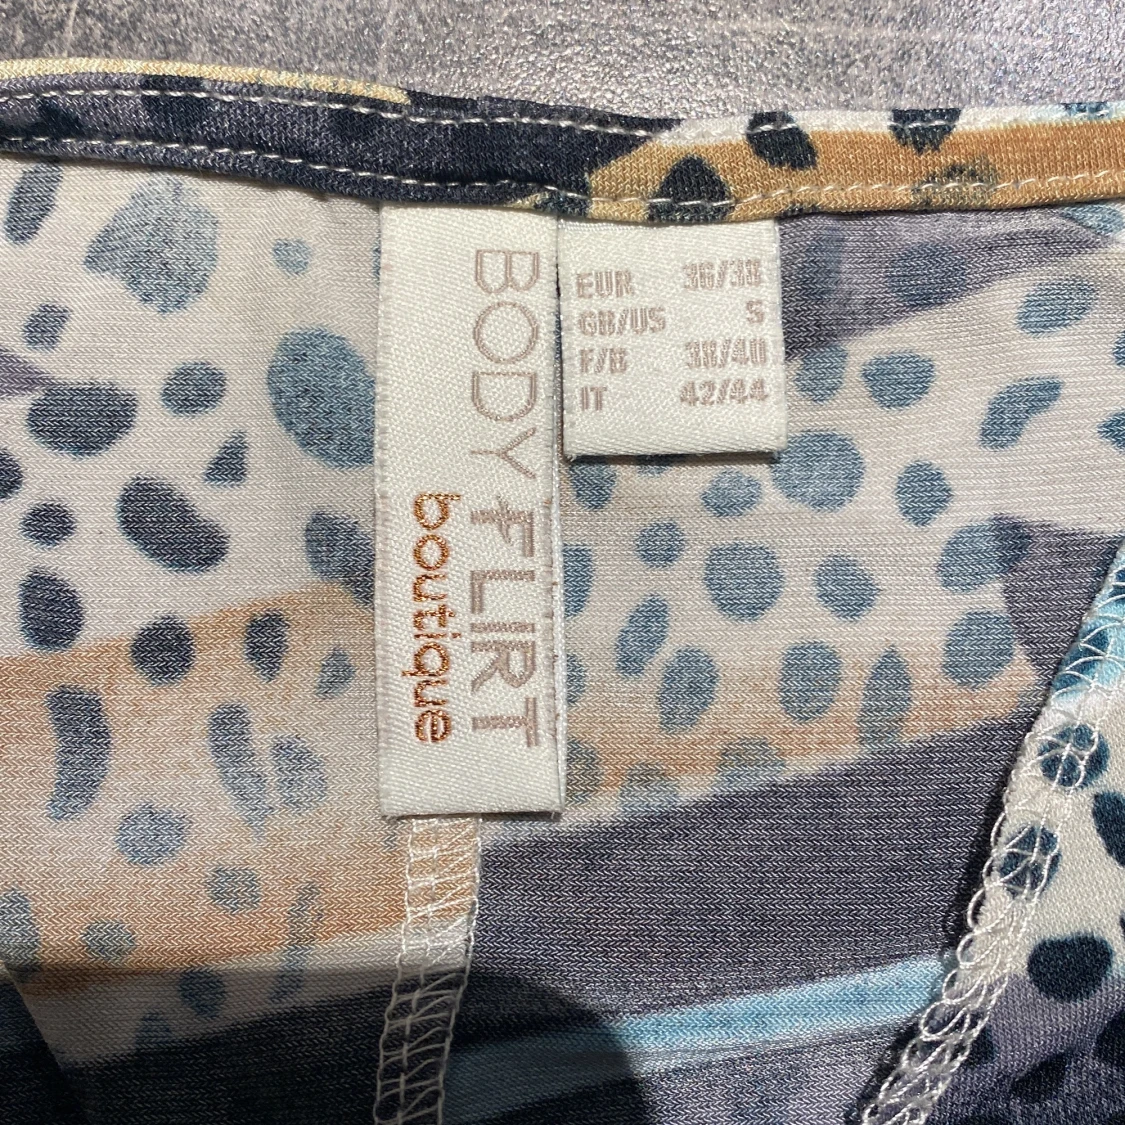 BODY FLIRT
boutique
EUR 36/38
GB/US S
F/B 38/40
IT 42/44